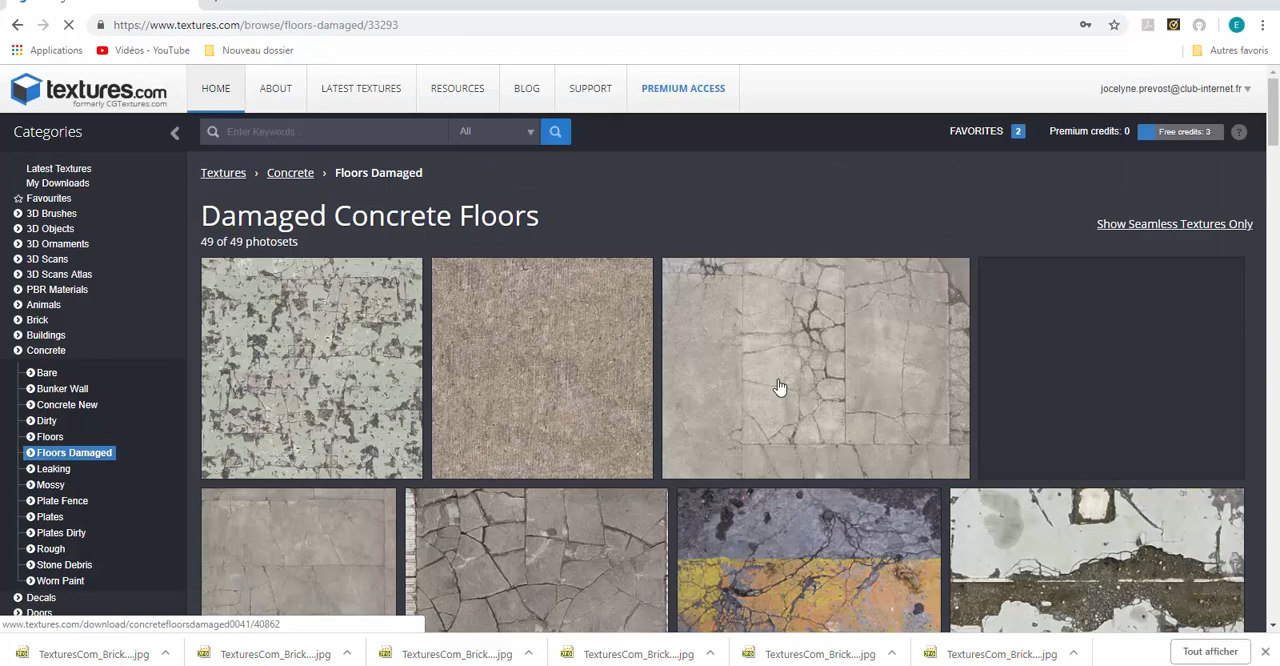 https://www.textures.com/browse/floors-damaged/33293
E
Applications
Vidéos - YouTube
Nouveau dossier
Autres favoris
textures.com
formerly CGTextures.com
HOME
ABOUT
LATEST TEXTURES
RESOURCES
BLOG
SUPPORT
PREMIUM ACCESS
jocelyne.prevost@club-internet.fr
Categories
Enter Keywords...
All
FAVORITES 2
Premium credits: 0
Free credits: 3
?
Latest Textures
My Downloads
Favourites
3D Brushes
3D Objects
3D Ornaments
3D Scans
3D Scans Atlas
PBR Materials
Animals
Brick
Buildings
Concrete
Bare
Bunker Wall
Concrete New
Dirty
Floors
Floors Damaged
Leaking
Mossy
Plate Fence
Plates
Plates Dirty
Rough
Stone Debris
Worn Paint
Decals
Doors
Textures › Concrete › Floors Damaged
Damaged Concrete Floors
49 of 49 photosets
Show Seamless Textures Only
www.textures.com/download/concretefloorsdamaged0041/40862
TexturesCom_Brick....jpg
TexturesCom_Brick....jpg
TexturesCom_Brick....jpg
TexturesCom_Brick....jpg
TexturesCom_Brick....jpg
TexturesCom_Brick....jpg
Tout afficher